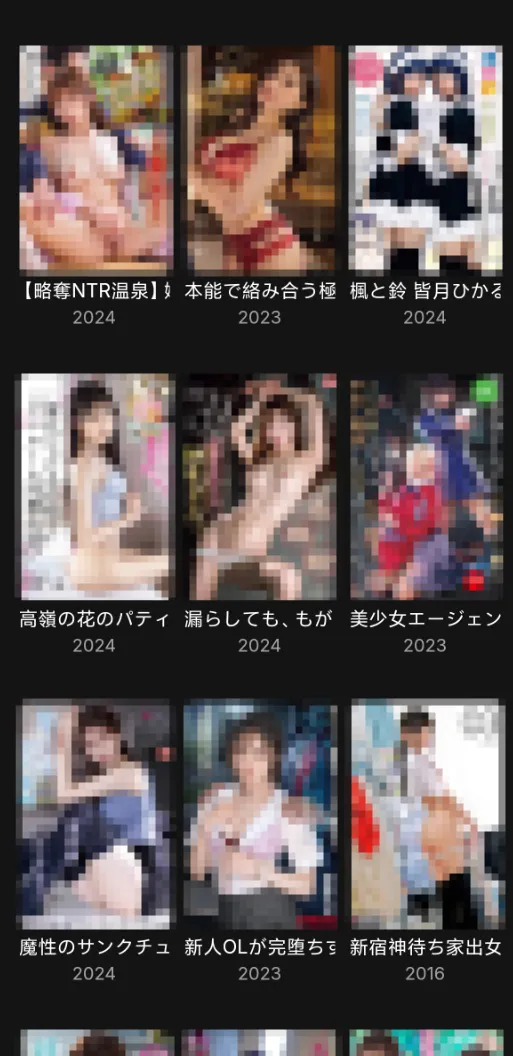 【略奪NTR温泉】
本能で絡み合う極
楓と鈴 皆月ひかる
2024
2023
2024
高嶺の花のパティ
漏らしても、もが
美少女エージェン
2024
2024
2023
魔性のサンクチュ
新人OLが完堕ちす
新宿神待ち家出女
2024
2023
2016